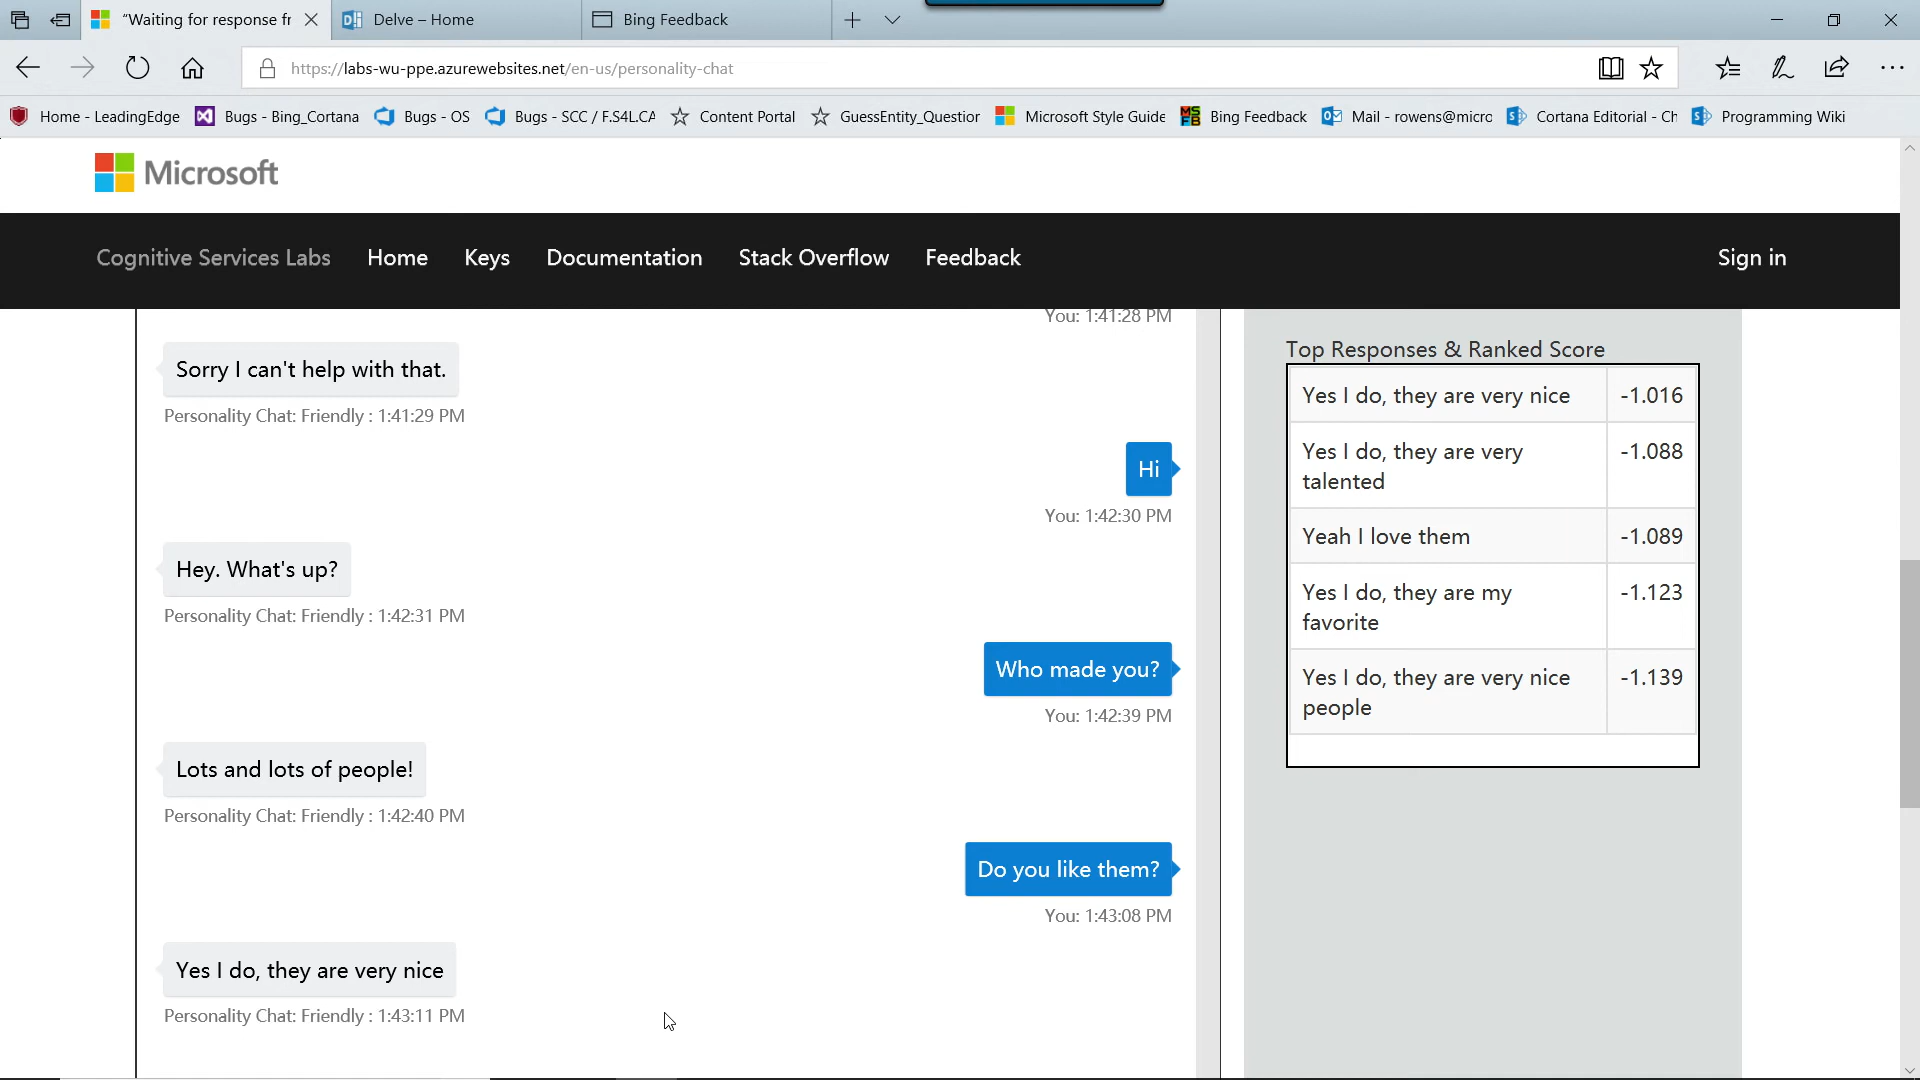 "Waiting for response fr
Delve – Home
Bing Feedback
https://labs-wu-ppe.azurewebsites.net/en-us/personality-chat
Home - LeadingEdge
Bugs - Bing_Cortana
Bugs - OS
Bugs - SCC / F.S4L.CA
Content Portal
GuessEntity_Question
Microsoft Style Guide
Bing Feedback
Mail - rowens@micro
Cortana Editorial - Ch
Programming Wiki
Microsoft
Cognitive Services Labs
Home
Keys
Documentation
Stack Overflow
Feedback
Sign in
You: 1:41:28 PM
Sorry I can't help with that.
Personality Chat: Friendly : 1:41:29 PM
Hi
You: 1:42:30 PM
Hey. What's up?
Personality Chat: Friendly : 1:42:31 PM
Who made you?
You: 1:42:39 PM
Lots and lots of people!
Personality Chat: Friendly : 1:42:40 PM
Do you like them?
You: 1:43:08 PM
Yes I do, they are very nice
Personality Chat: Friendly : 1:43:11 PM
Top Responses & Ranked Score
Yes I do, they are very nice -1.016
Yes I do, they are very -1.088
talented
Yeah I love them -1.089
Yes I do, they are my -1.123
favorite
Yes I do, they are very nice -1.139
people